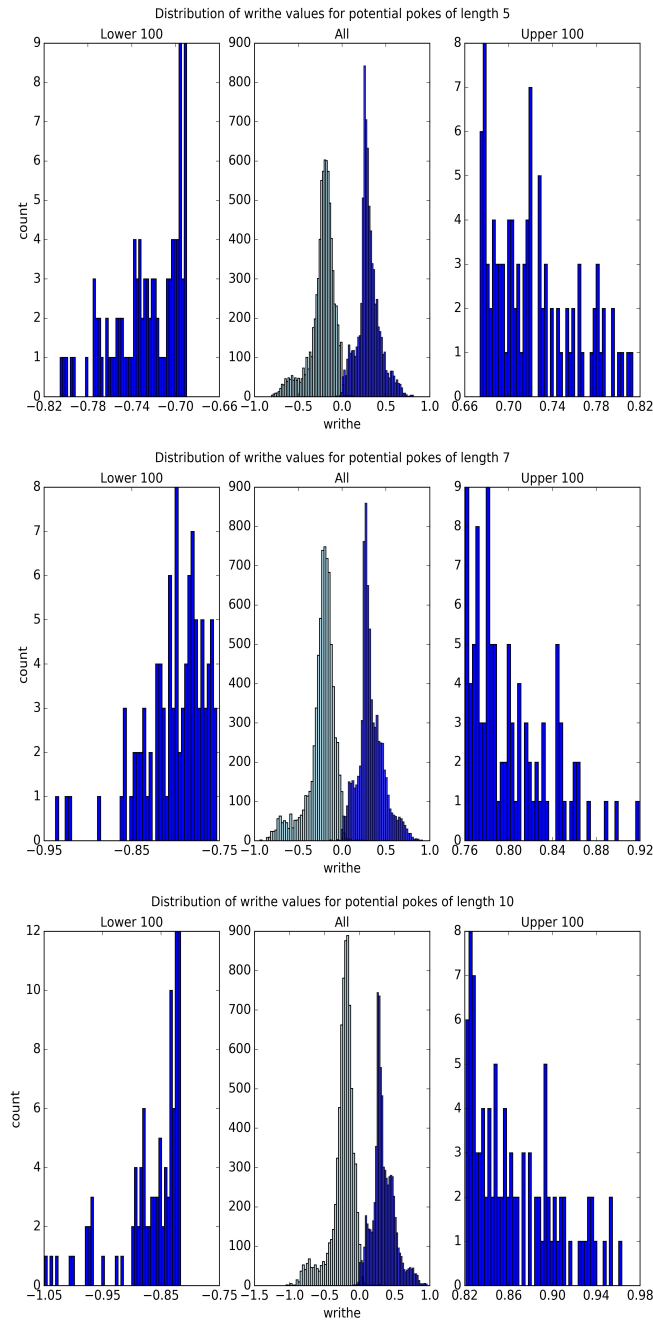 Distribution of writhe values for potential pokes of length 5
Lower 100 All Upper 100
9 900 8
8 800 7
7 700 6
6 600 5
5 500
4 400 4
3 300 3
2 200 2
1 100 1
0 0 0
count
−0.82 −0.78 −0.74 −0.70 −0.66 −1.0 −0.5 0.0 0.5 1.0 0.66 0.70 0.74 0.78 0.82
writhe
Distribution of writhe values for potential pokes of length 7
Lower 100 All Upper 100
8 900 9
7 800 8
6 700 7
5 600 6
4 500 5
3 400 4
2 300 3
1 200 2
0 100 1
0 0
count
−0.95 −0.85 −0.75 −1.0 −0.5 0.0 0.5 1.0 0.76 0.80 0.84 0.88 0.92
writhe
Distribution of writhe values for potential pokes of length 10
Lower 100 All Upper 100
12 900 8
10 800 7
8 700 6
6 600 5
4 500 4
2 400 3
0 300 2
200 1
100 0
0
count
−1.05 −0.95 −0.85 −0.75 −1.5 −1.0 −0.5 0.0 0.5 1.0 0.82 0.86 0.90 0.94 0.98
writhe